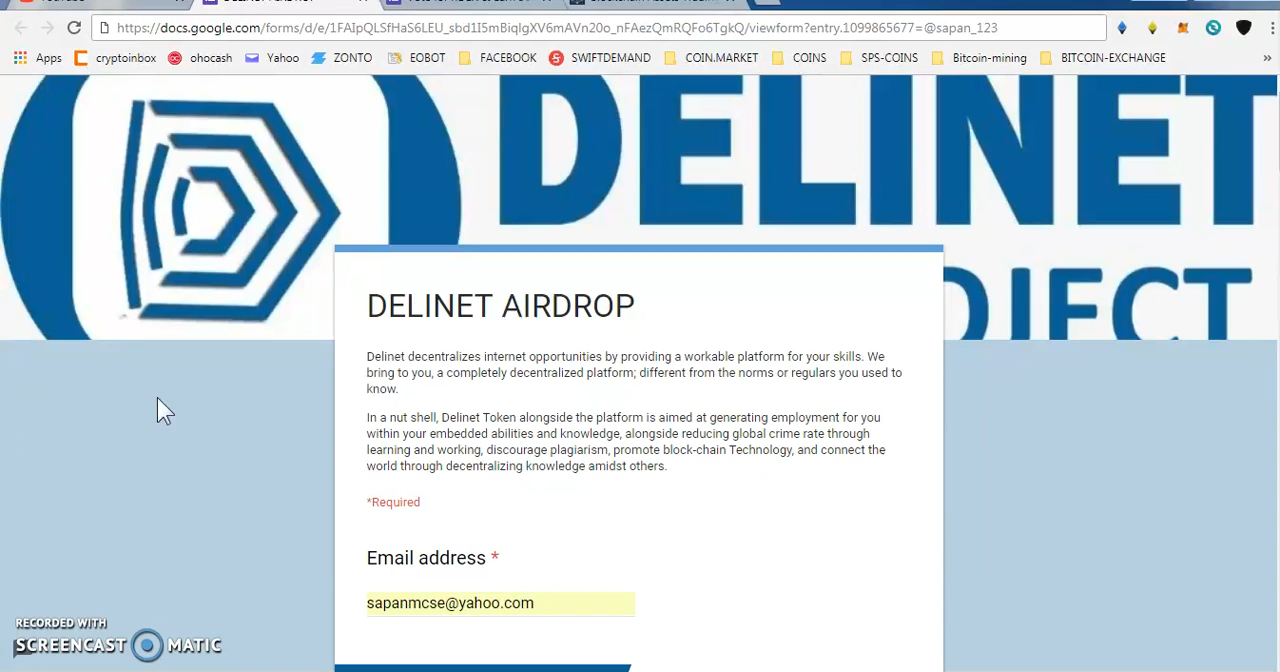 https://docs.google.com/forms/d/e/1FAIpQLSfHaS6LEU_sbd1I5mBtqIgXV6mAVn20o_nFAezQmRQFo6TgkQ/viewform?entry.1099865677=@sapan_123
Apps cryptoinbox ohocash Yahoo ZONTO EOBOT FACEBOOK SWIFTDEMAND COIN.MARKET COINS SPS-COINS Bitcoin-mining BITCOIN-EXCHANGE »
DELINET
OJECT
DELINET AIRDROP
Delinet decentralizes internet opportunities by providing a workable platform for your skills. We
bring to you, a completely decentralized platform; different from the norms or regulars you used to
know.
In a nut shell, Delinet Token alongside the platform is aimed at generating employment for you
within your embedded abilities and knowledge, alongside reducing global crime rate through
learning and working, discourage plagiarism, promote block-chain Technology, and connect the
world through decentralizing knowledge amidst others.
*Required
Email address *
sapanmcse@yahoo.com
RECORDED WITH
SCREENCAST MATIC